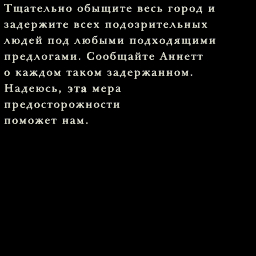 Тщательно обыщите весь город и
задержите всех подозрительных
людей под любыми подходящими
предлогами. Сообщайте Аннетт
о каждом таком задержанном.
Надеюсь, эта мера
предосторожности
поможет нам.